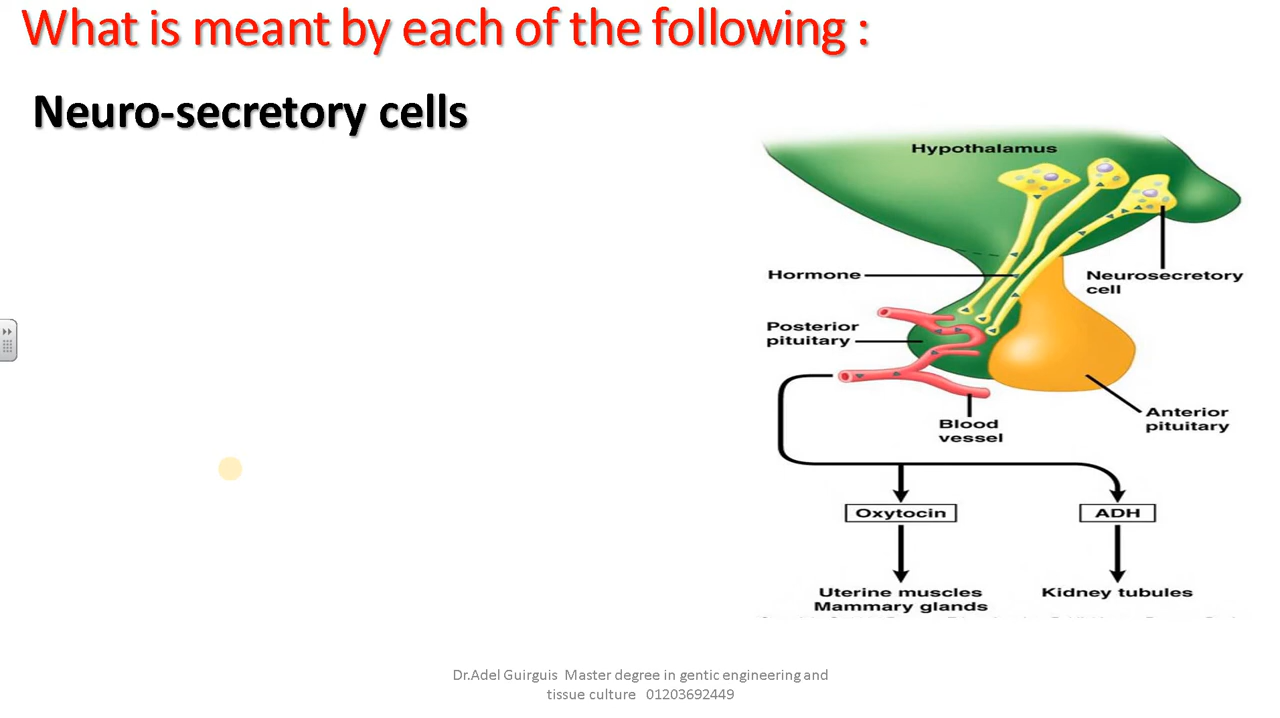 What is meant by each of the following :
Neuro-secretory cells
Hypothalamus
Hormone
Neurosecretory
cell
Posterior
pituitary
Anterior
pituitary
Blood
vessel
Oxytocin
ADH
Uterine muscles
Mammary glands
Kidney tubules
Dr.Adel Guirguis Master degree in gentic engineering and
tissue culture 01203692449